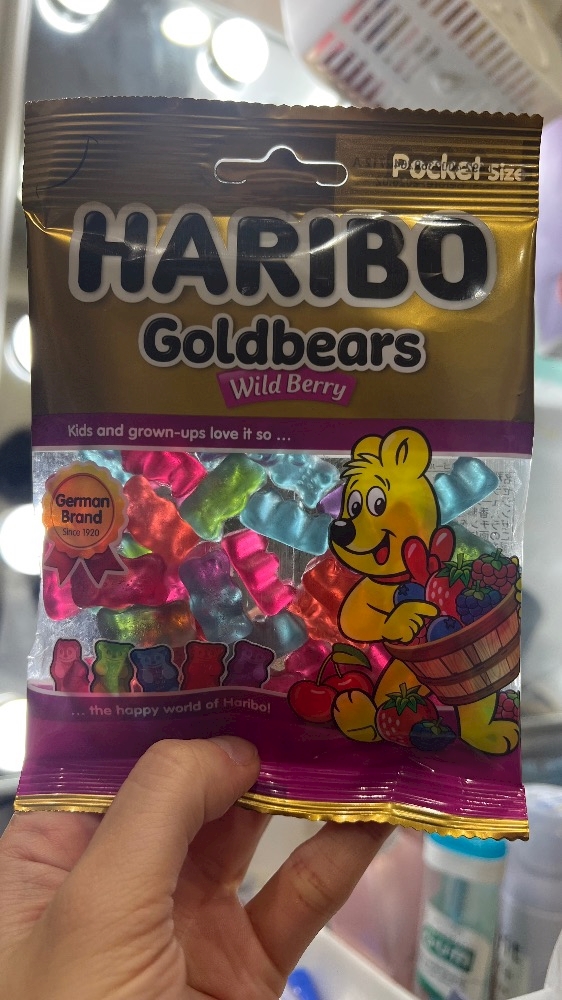 Pocket Size
HARIBO
Goldbears
Wild Berry
Kids and grown-ups love it so ...
German
Brand
Since 1920
... the happy world of Haribo!
GUM